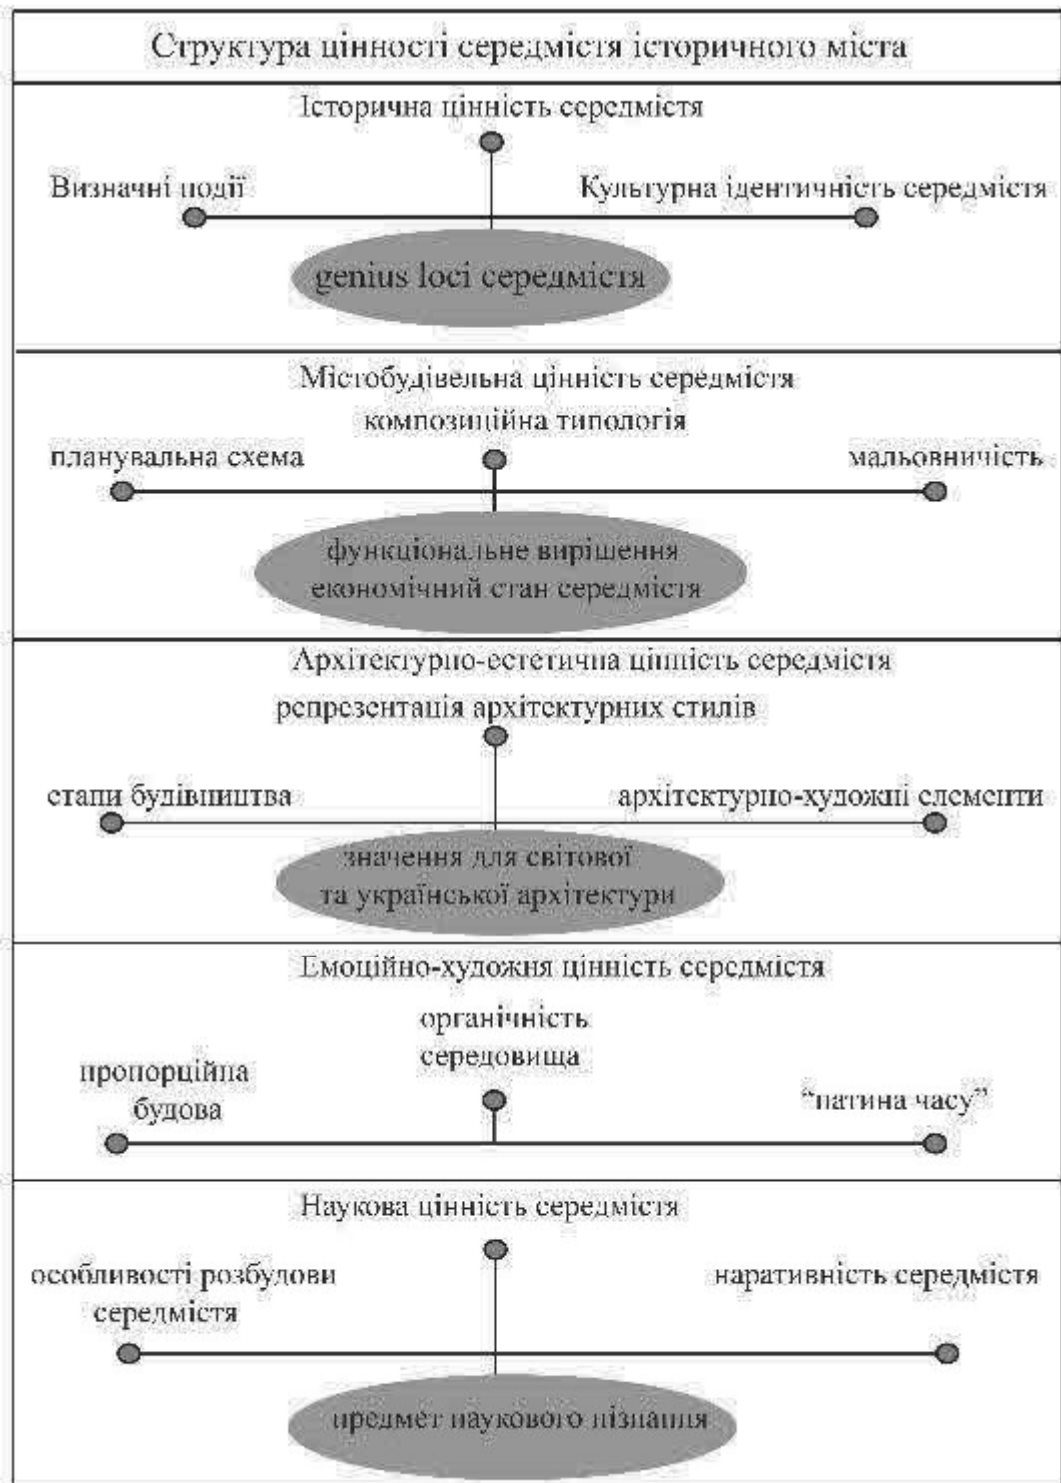 Структура цінності середмістя історичного міста
Історична цінність середмістя
Визначні події
Культурна ідентичність середмістя
genius loci середмістя
Містобудівельна цінність середмістя
композиційна типологія
планувальна схема
мальовничість
функціональне вирішення
економічний стан середмістя
Архітектурно-естетична цінність середмістя
репрезентація архітектурних стилів
етапи будівництва
архітектурно-художні елементи
значення для світової
та української архітектури
Емоційно-художня цінність середмістя
органічність
середовища
пропорційна
будова
“патина часу”
Наукова цінність середмістя
особливості розбудови
середмістя
наративність середмістя
предмет наукового пізнання